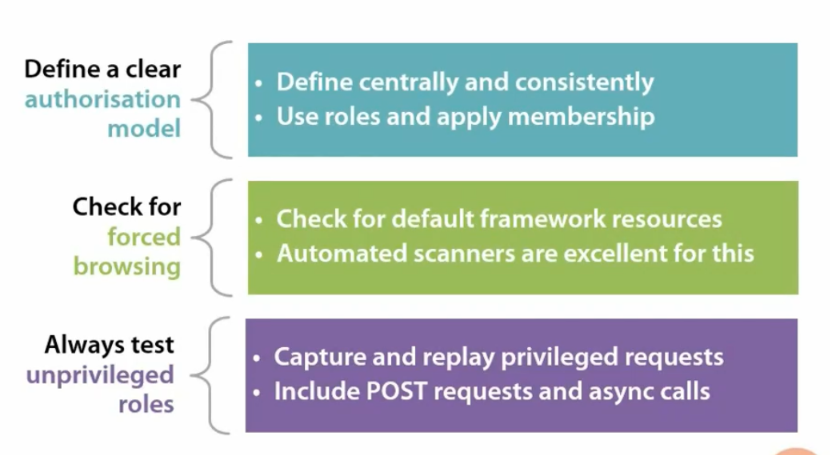 Define a clear
authorisation
model
• Define centrally and consistently
• Use roles and apply membership
Check for
forced
browsing
• Check for default framework resources
• Automated scanners are excellent for this
Always test
unprivileged
roles
• Capture and replay privileged requests
• Include POST requests and async calls